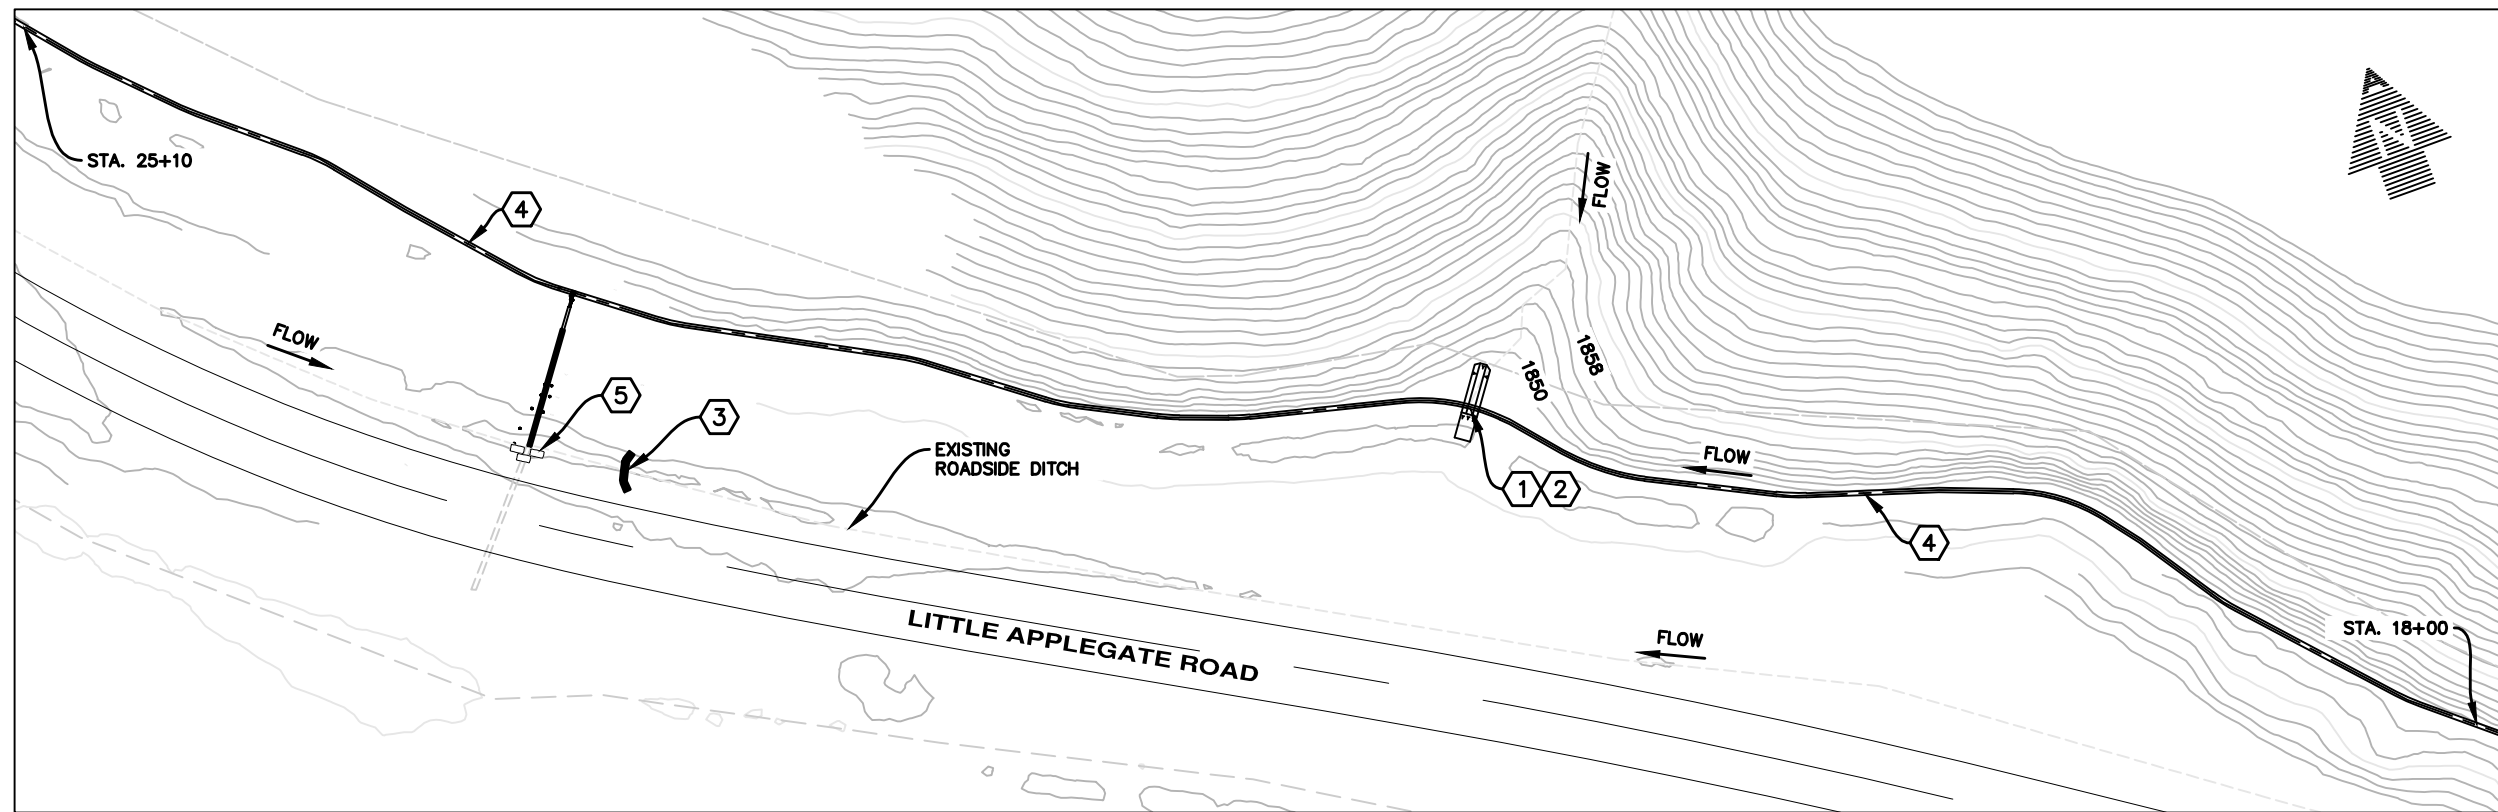 STA. 25+10
4
FLOW
FLOW
5
3
EXISTING
ROADSIDE DITCH
1858
1850
1
2
FLOW
4
LITTLE APPLEGATE ROAD
FLOW
STA. 18+00
N